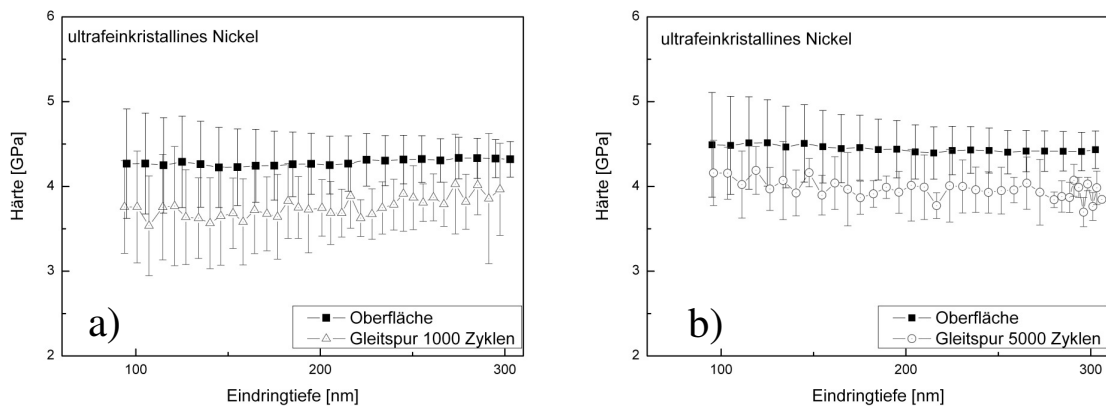 6
5
4
3
2
Härte [GPa]
ultrafeinkristallines Nickel
a)
Oberfläche
Gleitspur 1000 Zyklen
100
200
300
Eindringtiefe [nm]
6
5
4
3
2
Härte [GPa]
ultrafeinkristallines Nickel
b)
Oberfläche
Gleitspur 5000 Zyklen
100
200
300
Eindringtiefe [nm]